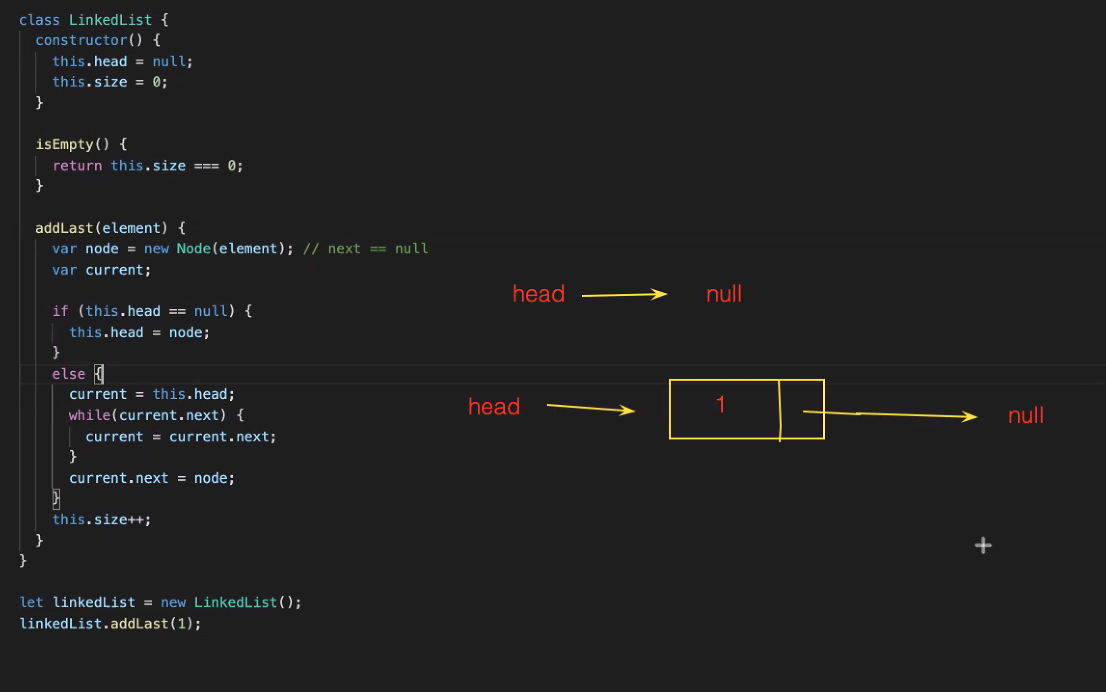 class LinkedList {
constructor() {
this.head = null;
this.size = 0;
}
isEmpty() {
return this.size === 0;
}
addLast(element) {
var node = new Node(element); // next == null
var current;
if (this.head == null) {
this.head = node;
}
else {
current = this.head;
while(current.next) {
current = current.next;
}
current.next = node;
}
this.size++;
}
}
let linkedList = new LinkedList();
linkedList.addLast(1);
head null
head 1 null